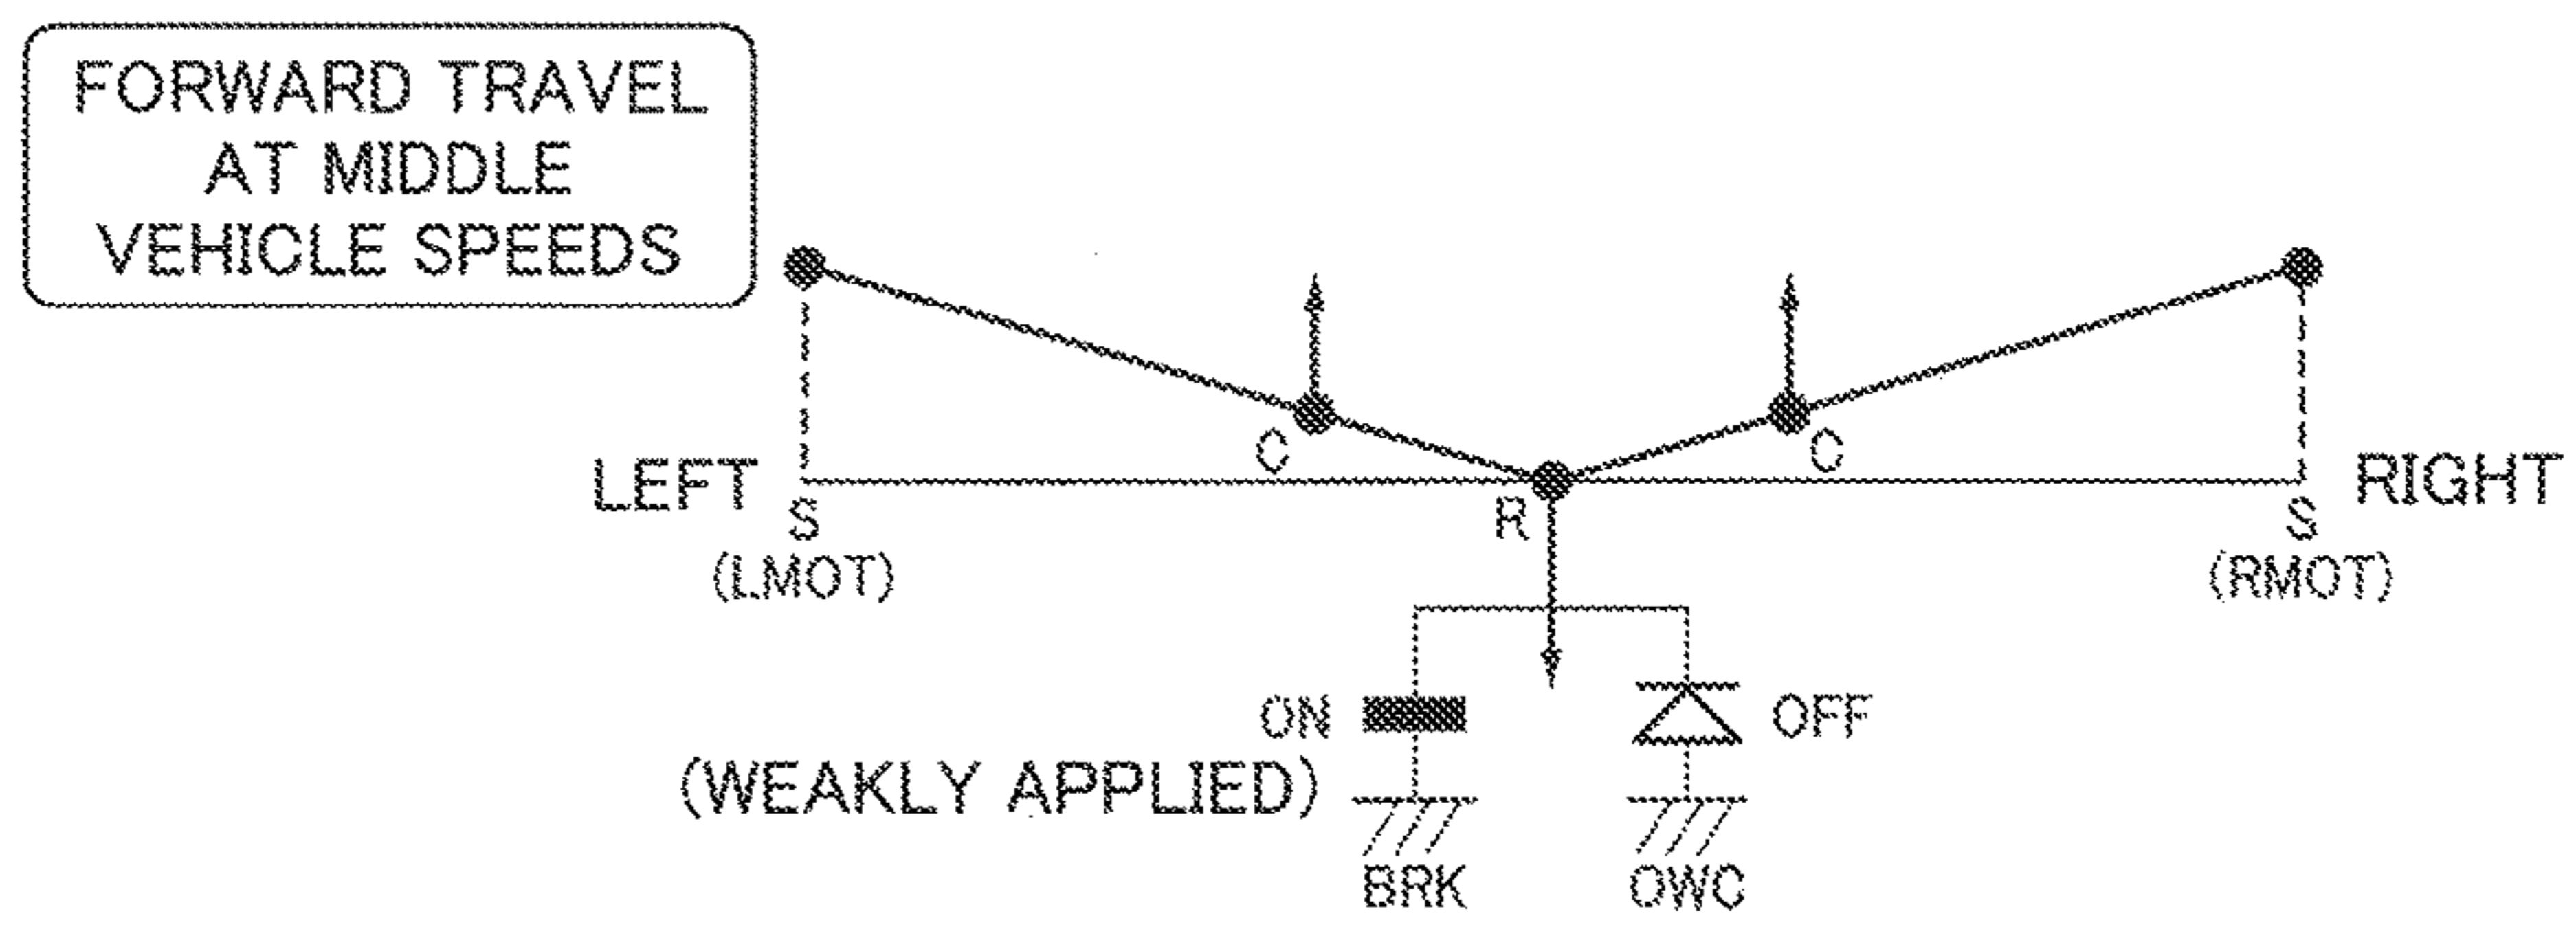 FORWARD TRAVEL
AT MIDDLE
VEHICLE SPEEDS
C
C
LEFT
S
(LMOT)
R
S
(RMOT)
RIGHT
ON
OFF
(WEAKLY APPLIED)
BRK
OWC